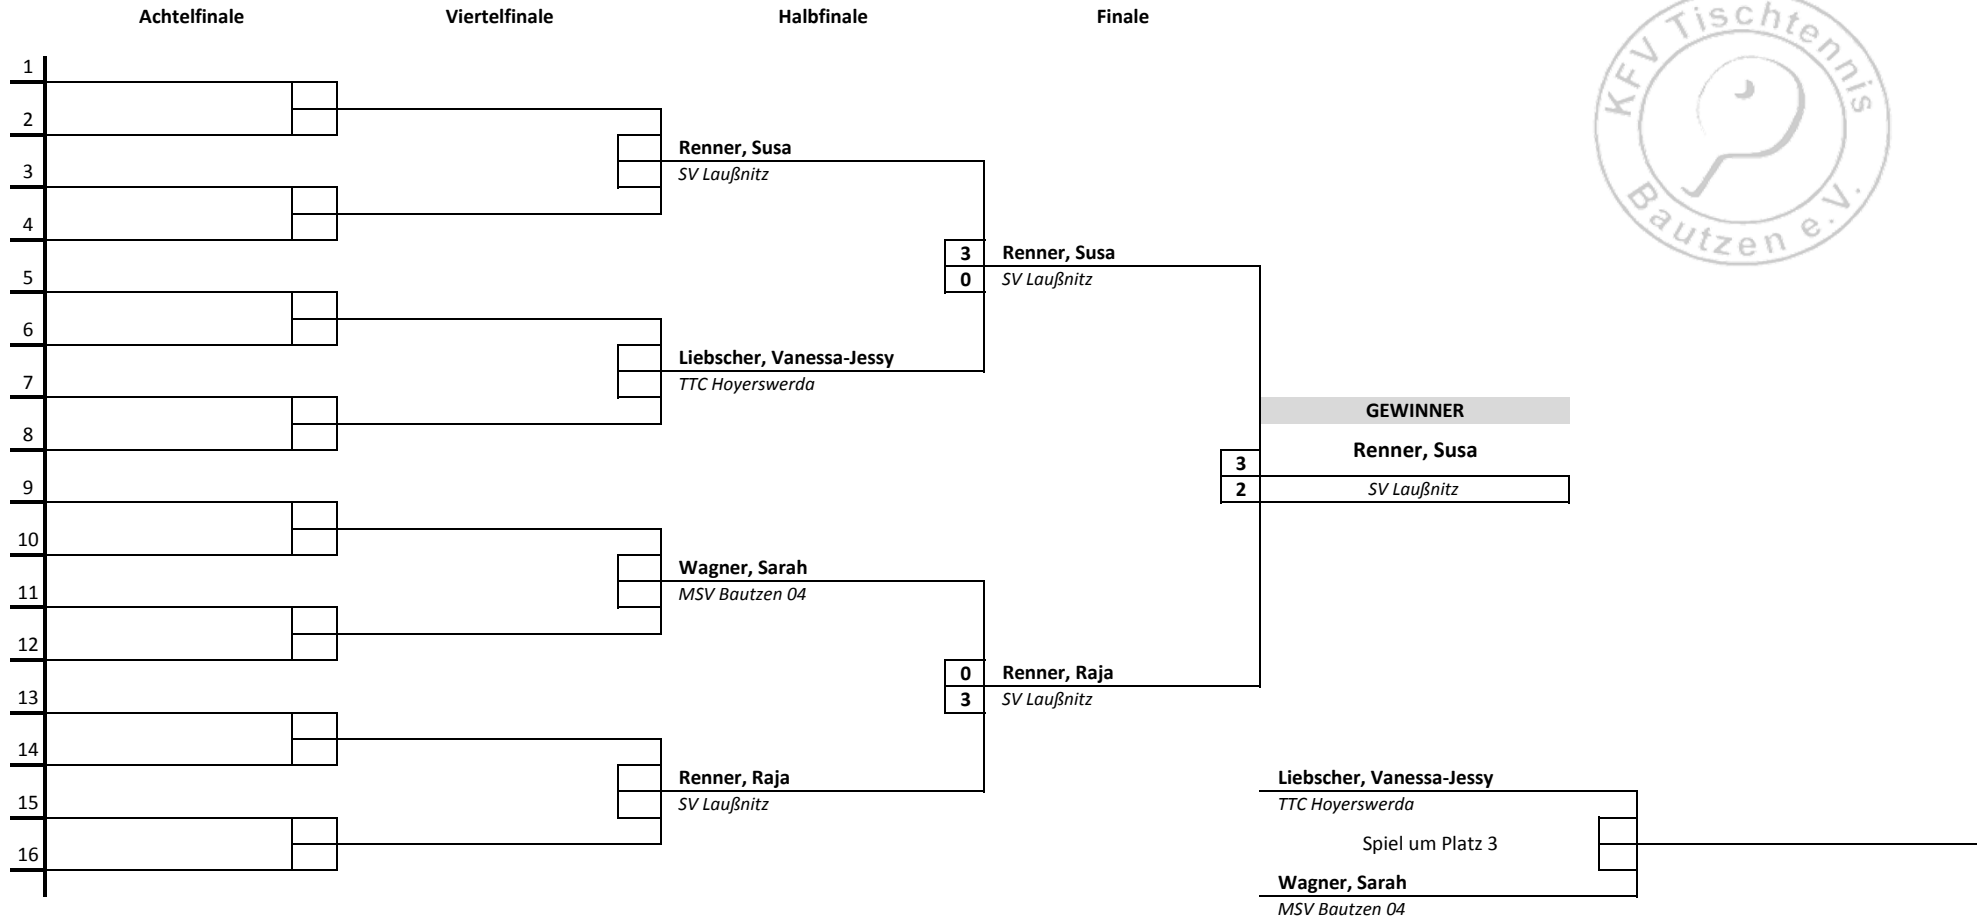 Achtelfinale Viertelfinale Halbfinale Finale
KFV Tischtennis
Bautzen e.V.
1
2
Renner, Susa
3
SV Laußnitz
4
3 Renner, Susa
5
0 SV Laußnitz
6
Liebscher, Vanessa-Jessy
7
TTC Hoyerswerda
GEWINNER
8
Renner, Susa
3
9
2 SV Laußnitz
10
Wagner, Sarah
11
MSV Bautzen 04
12
0 Renner, Raja
13
3 SV Laußnitz
14
Renner, Raja Liebscher, Vanessa-Jessy
15
SV Laußnitz TTC Hoyerswerda
Spiel um Platz 3
16
Wagner, Sarah
MSV Bautzen 04